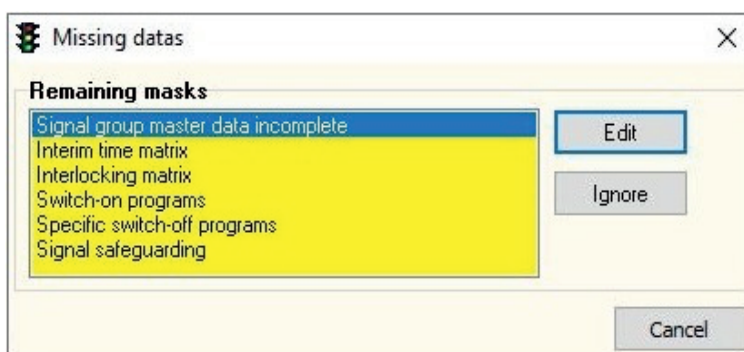 Missing datas
Remaining masks
Signal group master data incomplete
Interim time matrix
Interlocking matrix
Switch-on programs
Specific switch-off programs
Signal safeguarding
Edit
Ignore
Cancel